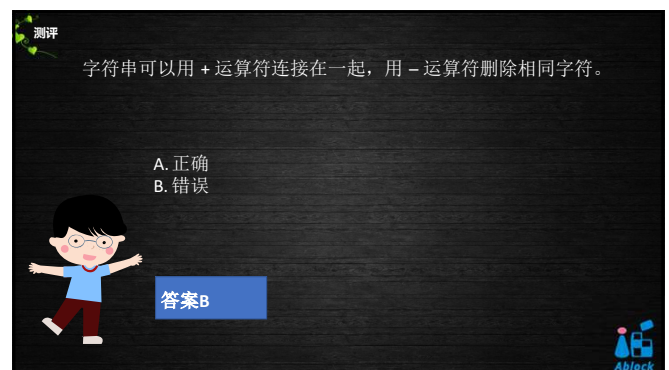 测评
字符串可以用 + 运算符连接在一起，用 – 运算符删除相同字符。
A. 正确
B. 错误
答案B
Ablock